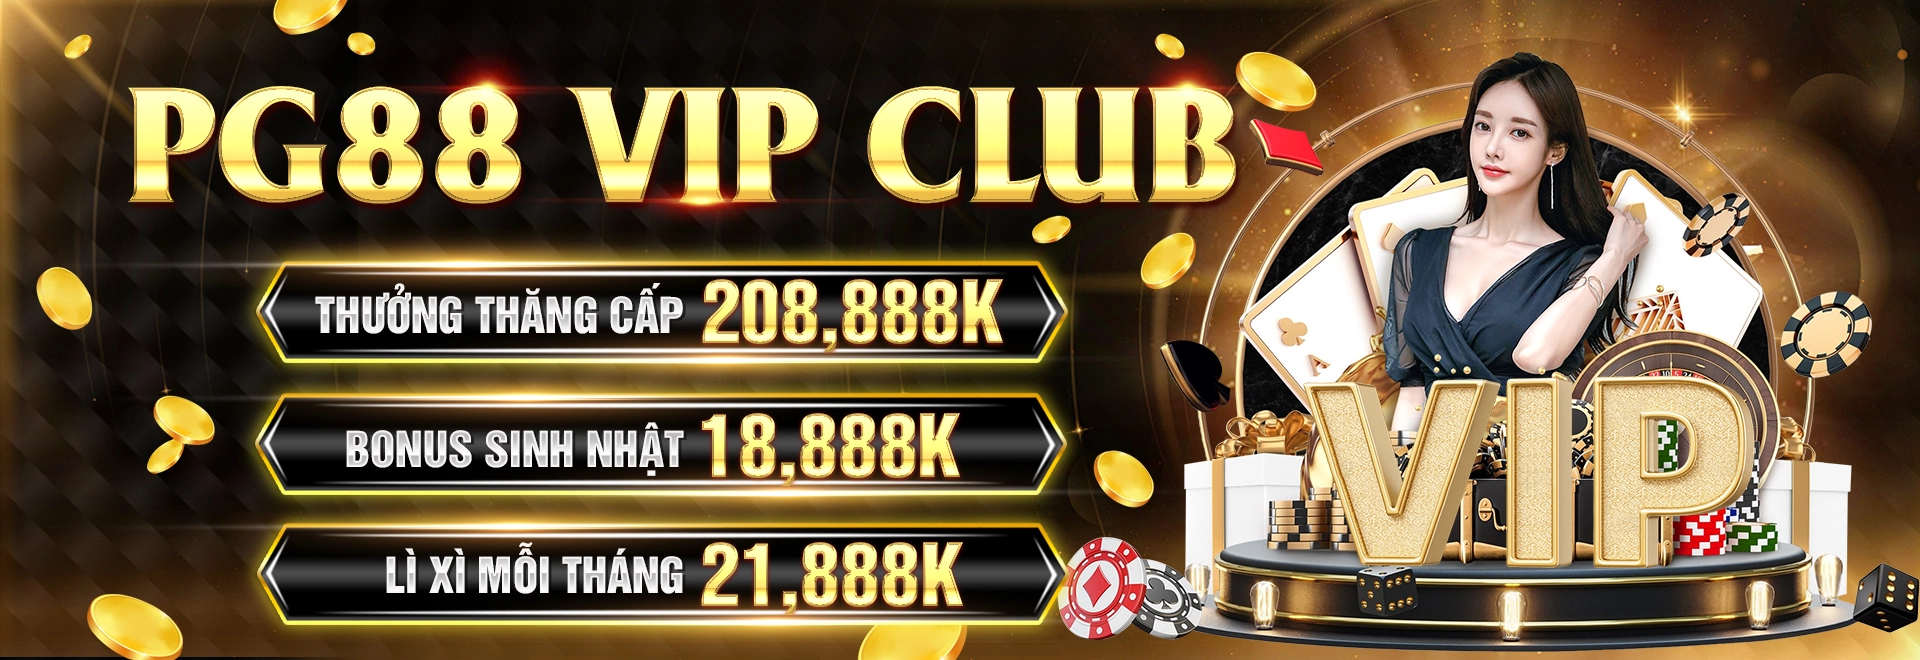 PG88 VIP CLUB
THƯỞNG THĂNG CẤP 208,888K
BONUS SINH NHẬT 18,888K
LÌ XÌ MỖI THÁNG 21,888K
A
VIP